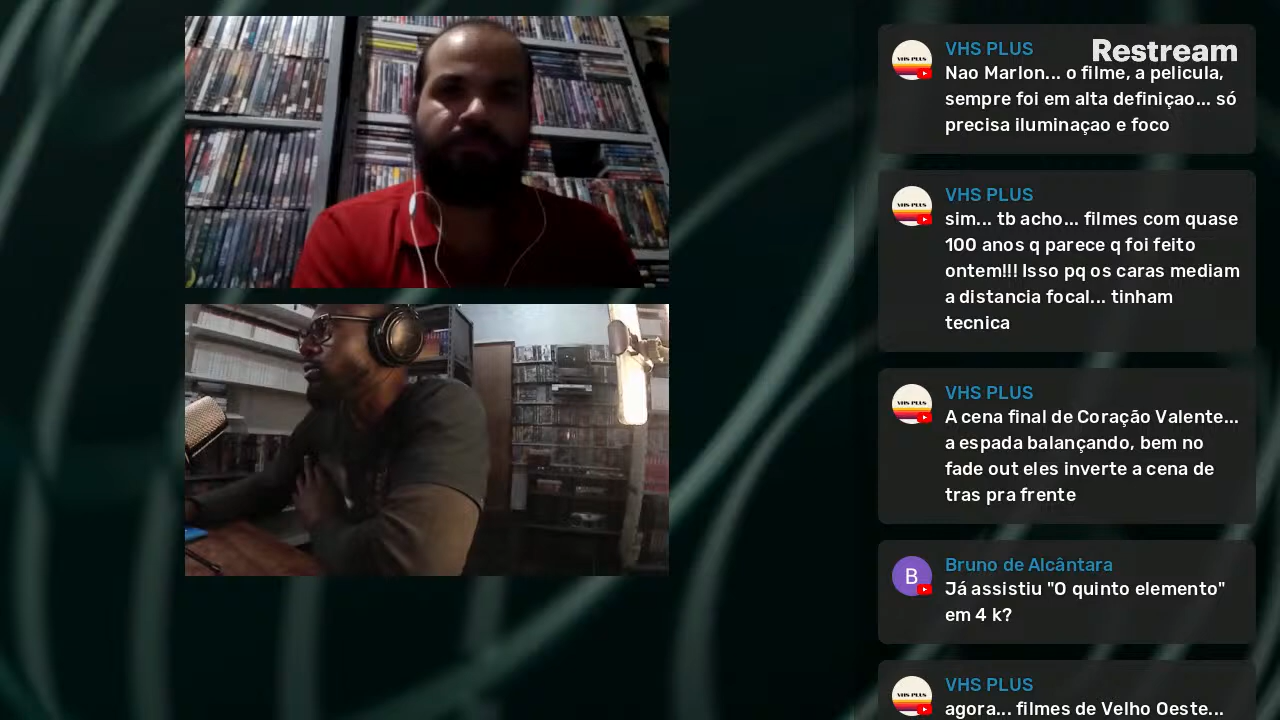 Restream
VHS PLUS
Nao Marlon... o filme, a pelicula,
sempre foi em alta definiçao... só
precisa iluminaçao e foco
VHS PLUS
sim... tb acho... filmes com quase
100 anos q parece q foi feito
ontem!!! Isso pq os caras mediam
a distancia focal... tinham
tecnica
VHS PLUS
A cena final de Coração Valente...
a espada balançando, bem no
fade out eles inverte a cena de
tras pra frente
B
Bruno de Alcântara
Já assistiu "O quinto elemento"
em 4 k?
VHS PLUS
agora... filmes de Velho Oeste...